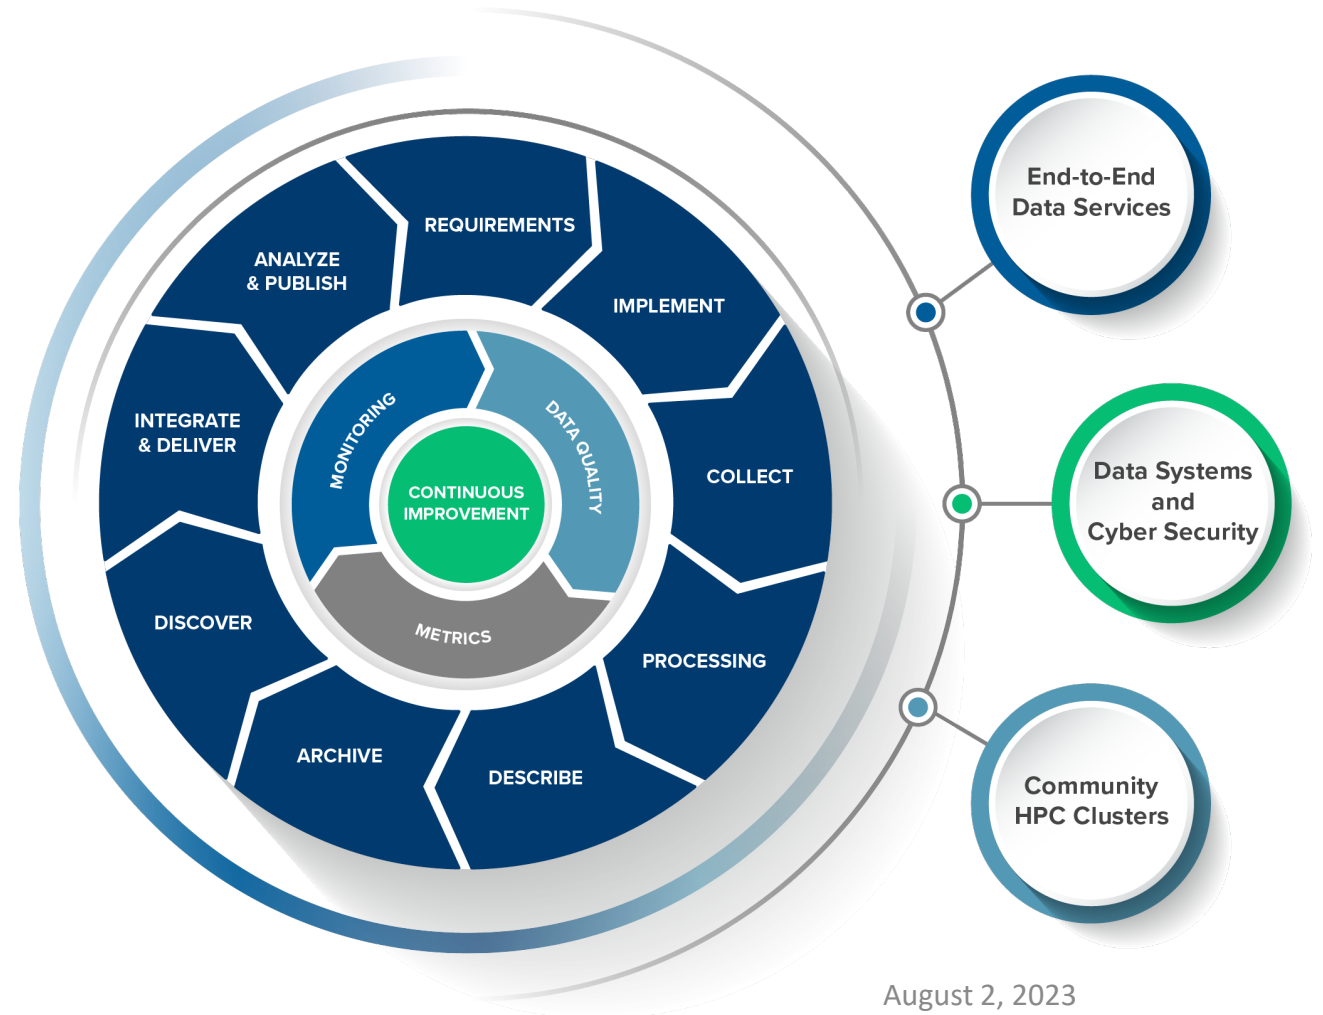 REQUIREMENTS
IMPLEMENT
COLLECT
PROCESSING
DESCRIBE
ARCHIVE
DISCOVER
INTEGRATE
& DELIVER
ANALYZE
& PUBLISH
MONITORING
DATA QUALITY
METRICS
CONTINUOUS
IMPROVEMENT
End-to-End
Data Services
Data Systems
and
Cyber Security
Community
HPC Clusters
August 2, 2023